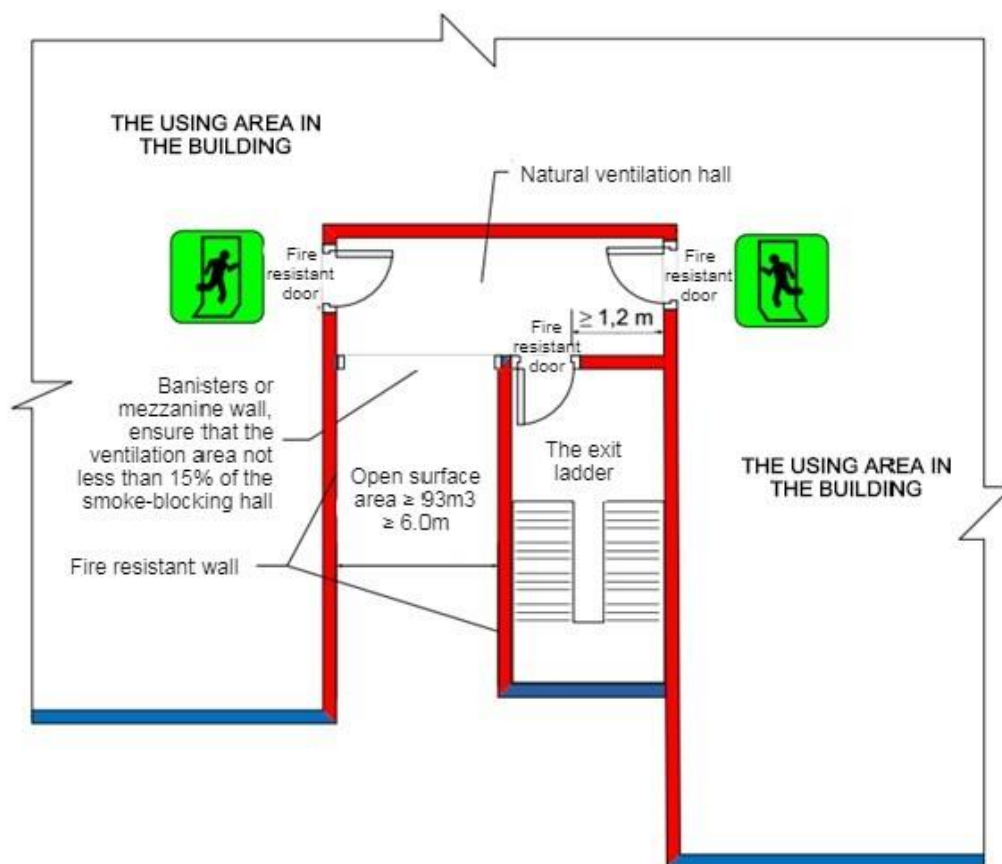 THE USING AREA IN
THE BUILDING
Natural ventilation hall
Fire
resistant
door
Fire
resistant
door
≥ 1,2 m
Fire
resistant
door
Banisters or
mezzanine wall,
ensure that the
ventilation area not
less than 15% of the
smoke-blocking hall
Open surface
area ≥ 93m3
≥ 6.0m
The exit
ladder
THE USING AREA IN
THE BUILDING
Fire resistant wall